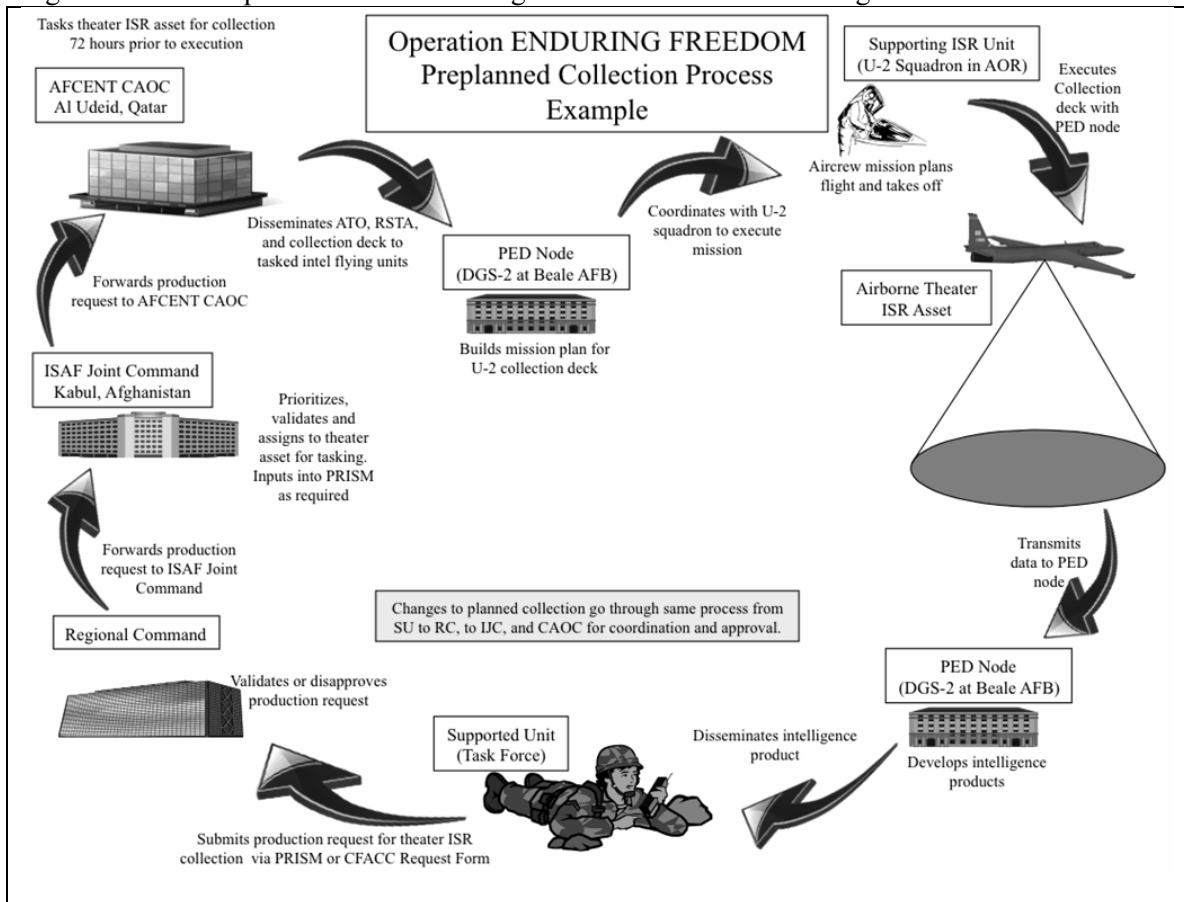 Tasks theater ISR asset for collection
72 hours prior to execution
AFCENT CAOC
Al Udeid, Qatar
Operation ENDURING FREEDOM
Preplanned Collection Process
Example
Supporting ISR Unit
(U-2 Squadron in AOR)
Executes
Collection
deck with
PED node
Aircrew mission plans
flight and takes off
Disseminates ATO, RSTA,
and collection deck to
tasked intel flying units
Coordinates with U-2
squadron to execute
mission
PED Node
(DGS-2 at Beale AFB)
Builds mission plan for
U-2 collection deck
Airborne Theater
ISR Asset
Forwards production
request to AFCENT CAOC
ISAF Joint Command
Kabul, Afghanistan
Prioritizes,
validates and
assigns to theater
asset for tasking.
Inputs into PRISM
as required
Forwards production
request to ISAF Joint
Command
Transmits
data to PED
node
Changes to planned collection go through same process from
SU to RC, to IJC, and CAOC for coordination and approval.
Regional Command
Validates or disapproves
production request
PED Node
(DGS-2 at Beale AFB)
Develops intelligence
products
Supported Unit
(Task Force)
Disseminates intelligence
product
Submits production request for theater ISR
collection via PRISM or CFACC Request Form